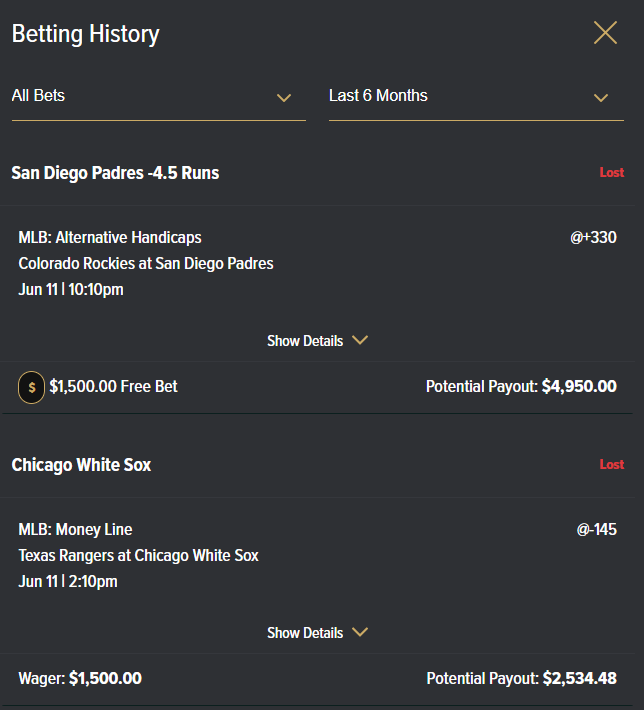 Betting History
All Bets
Last 6 Months
San Diego Padres -4.5 Runs
Lost
MLB: Alternative Handicaps
@+330
Colorado Rockies at San Diego Padres
Jun 11 | 10:10pm
Show Details
$ $1,500.00 Free Bet
Potential Payout: $4,950.00
Chicago White Sox
Lost
MLB: Money Line
@-145
Texas Rangers at Chicago White Sox
Jun 11 | 2:10pm
Show Details
Wager: $1,500.00
Potential Payout: $2,534.48